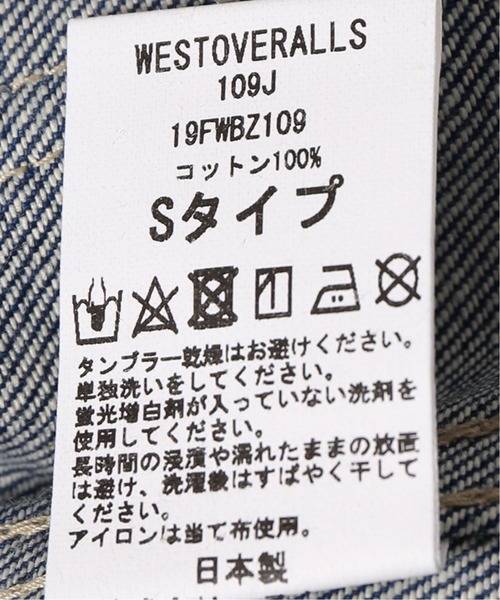 WESTOVERALLS
109J
19FWBZ109
コットン100%
Sタイプ
タンブラー乾燥はお避けください。
単独洗いをしてください。
蛍光増白剤が入っていない洗剤を
使用してください。
長時間の浸漬や濡れたままの放置
は避け、洗濯後はすばやく干して
ください。
アイロンは当て布使用。
日本製